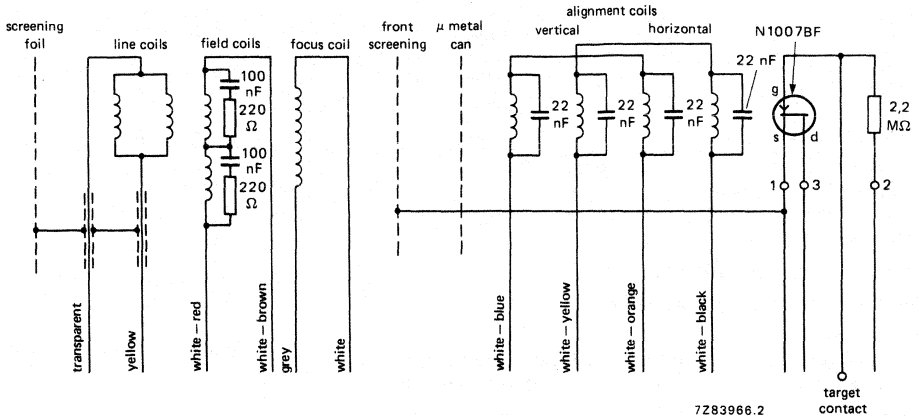 screening
foil
line coils
field coils
focus coil
front
screening
μ metal
can
alignment coils
vertical
horizontal
N1007BF
100
nF
220
Ω
100
nF
220
Ω
22
nF
22
nF
22
nF
22 nF
g
s
d
2,2
MΩ
1
3
2
transparent
yellow
white – red
white – brown
grey
white
white – blue
white – yellow
white – orange
white – black
target
contact
7Z83966.2